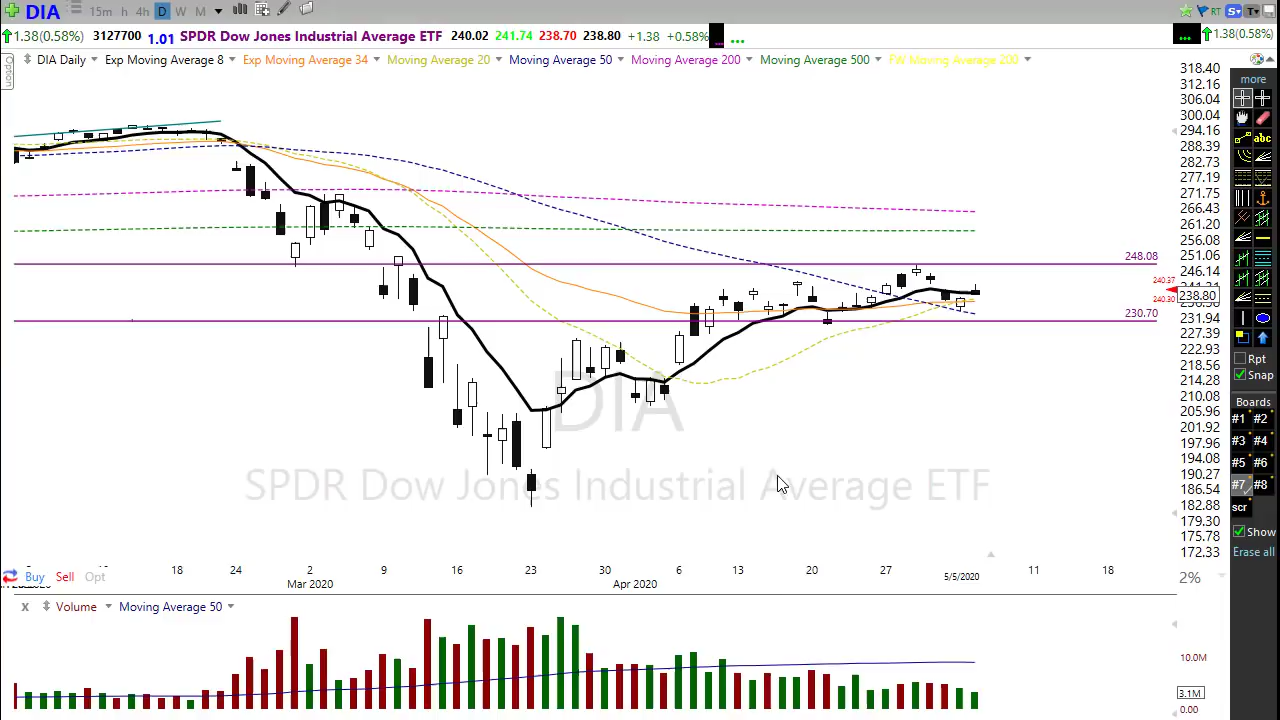 DIA 15m h 4h D W M RT S T
1.38(0.58%) 3127700 1.01 SPDR Dow Jones Industrial Average ETF 240.02 241.74 238.70 238.80 +1.38 +0.58% ... ... 1.38(0.58%)
Option
DIA Daily Exp Moving Average 8 Exp Moving Average 34 Moving Average 20 Moving Average 50 Moving Average 200 Moving Average 500 FW Moving Average 200
318.40
312.16
306.04
300.04
294.16
288.39
282.73
277.19
271.75
266.43
261.20
256.08
251.06
246.14
238.80
231.94
227.39
222.93
218.56
214.28
210.08
205.96
201.92
197.96
194.08
190.27
186.54
182.88
179.30
175.78
172.33
248.08
240.37
240.30
230.70
DIA
SPDR Dow Jones Industrial Average ETF
more
abc
Rpt
Snap
Boards
#1 #2
#3 #4
#5 #6
#7 #8
scr
Show
Erase all
18 24 2 9 16 23 30 6 13 20 27 5/5/2020 11 18
Mar 2020 Apr 2020
Buy Sell Opt
2%
x Volume Moving Average 50
10.0M
3.1M
0.00